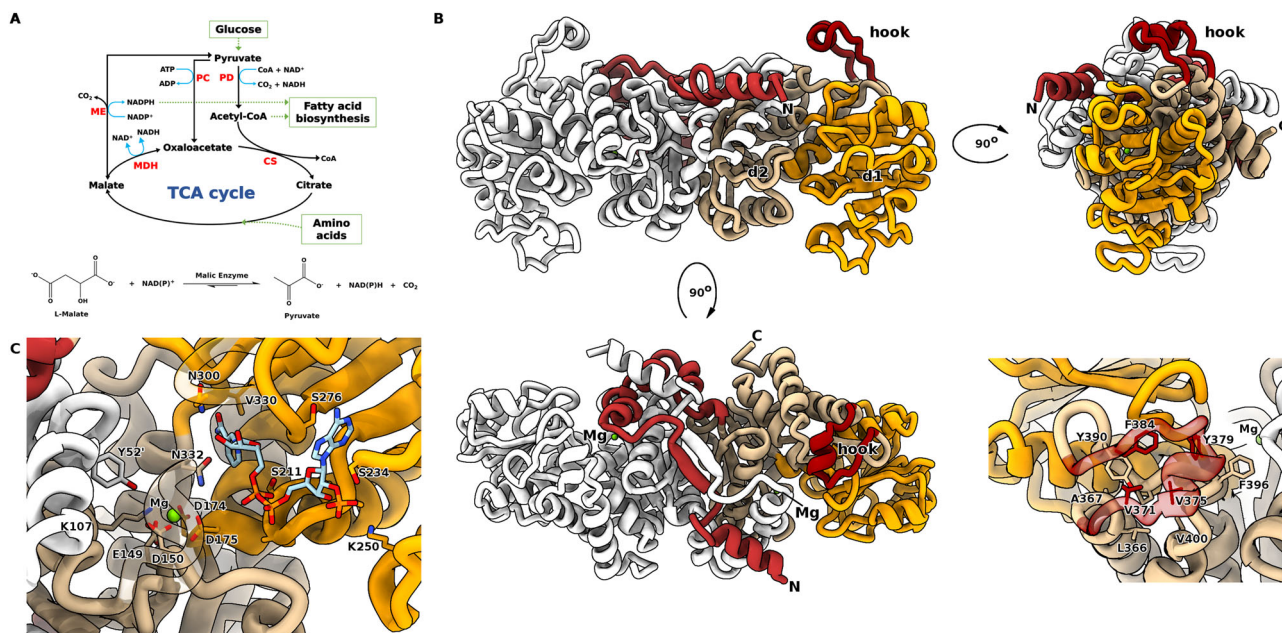 A
Glucose
Pyruvate
ATP
ADP
PC
PD
CoA + NAD⁺
CO₂ + NADH
CO₂
ME
NADPH
NADP⁺
Acetyl-CoA
Fatty acid
biosynthesis
NAD⁺
NADH
MDH
Oxaloacetate
CS
CoA
Malate
TCA cycle
Citrate
Amino
acids
⁻O
O
OH
O
O⁻
L-Malate
+ NAD(P)⁺
Malic Enzyme
O
O
O⁻
Pyruvate
+ NAD(P)H + CO₂
B
hook
N
d2
d1
90°
hook
N
C
90°
C
Mg
hook
Mg
N
C
N300
V330
S276
Y52'
N332
S211
S234
Mg
D174
K107
D175
E149
D150
K250
F384
Y390
Y379
Mg
A367
V375
F396
V371
L366
V400